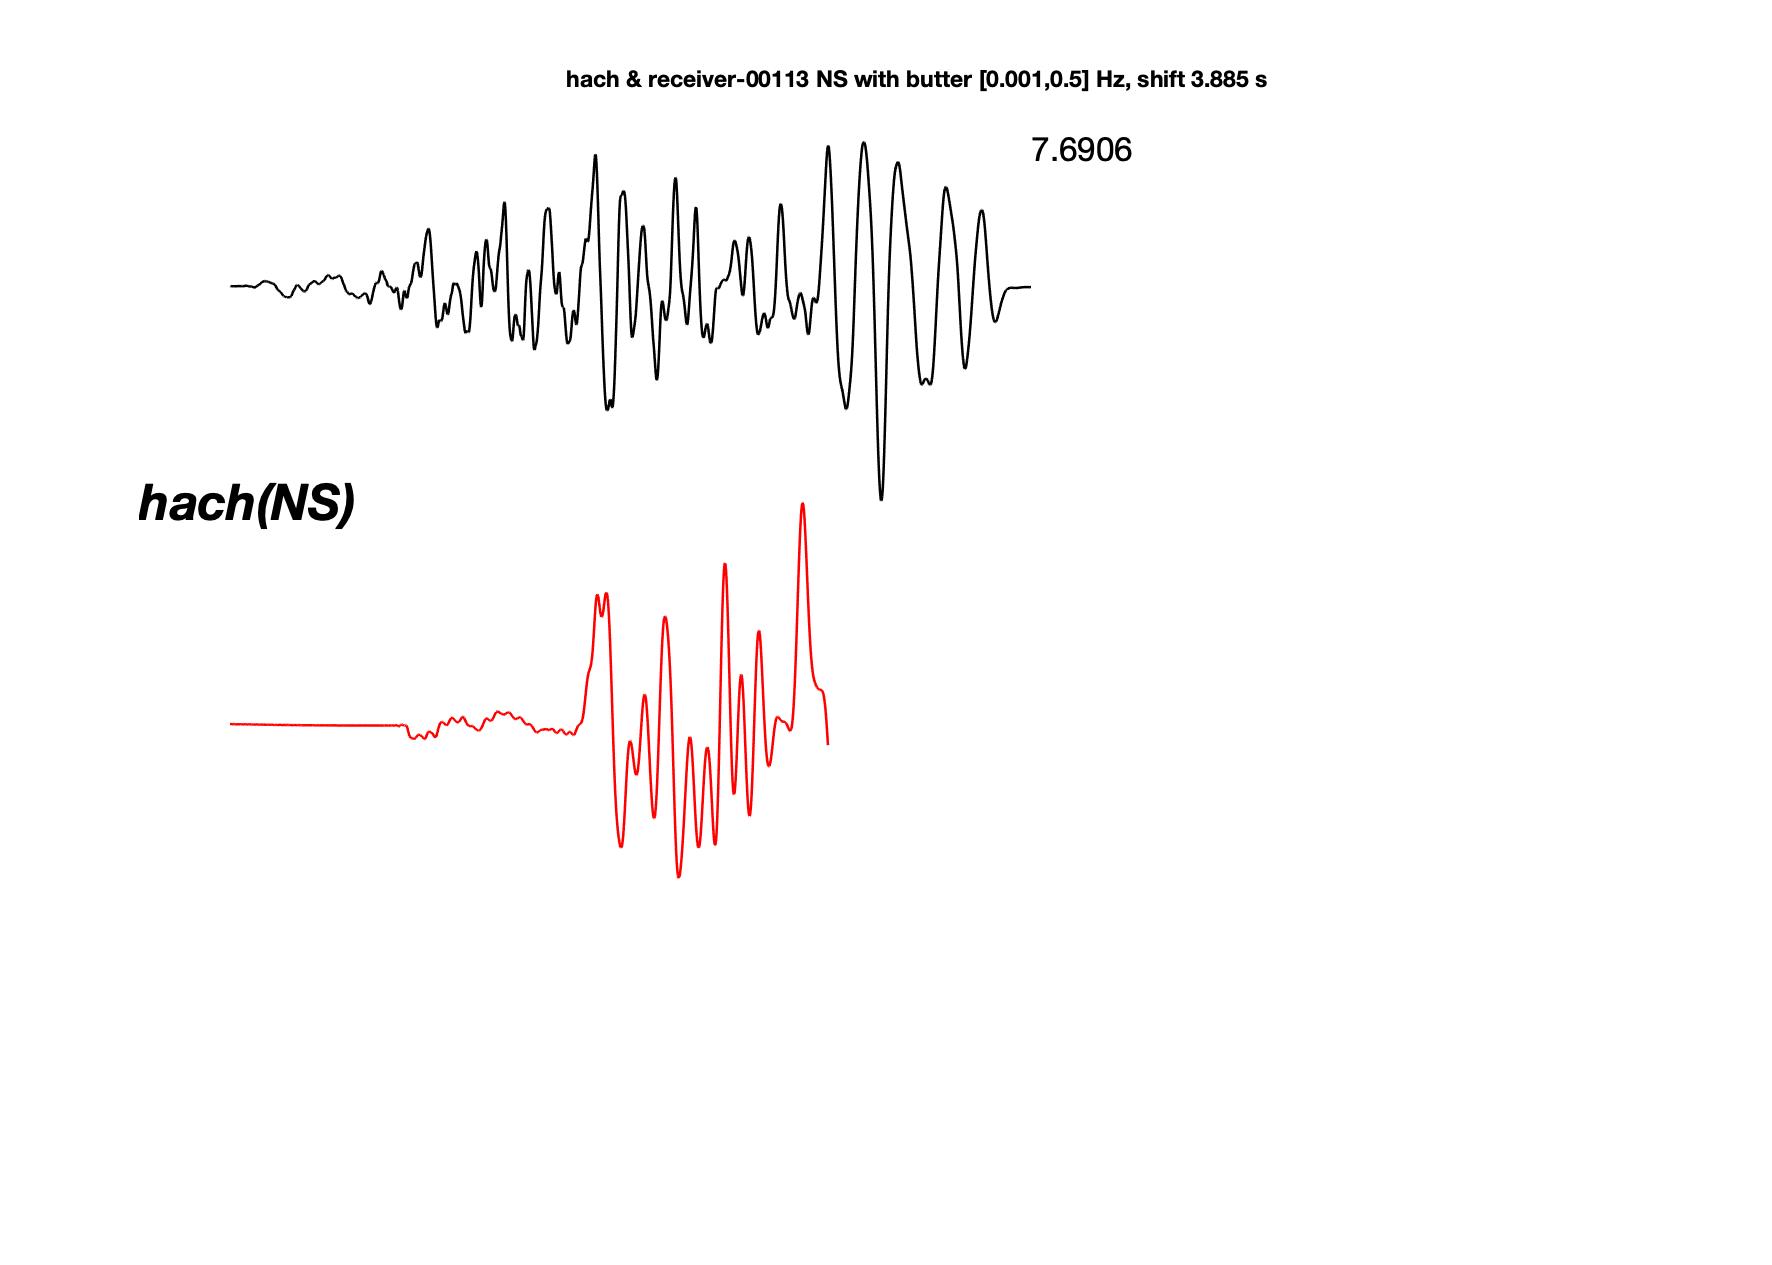 hach & receiver-00113 NS with butter [0.001,0.5] Hz, shift 3.885 s
7.6906
hach(NS)